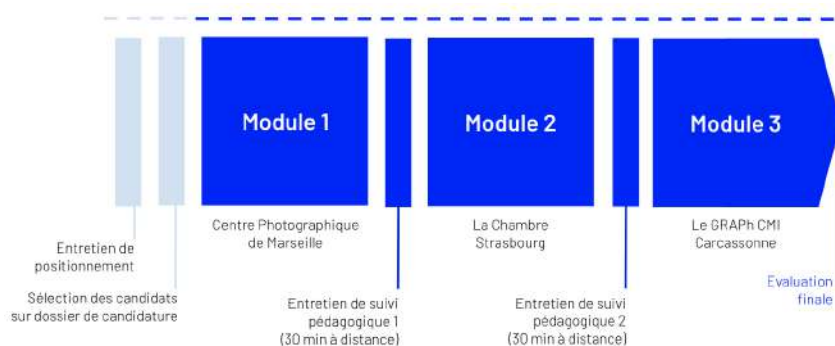 Module 1
Module 2
Module 3
Centre Photographique
de Marseille
La Chambre
Strasbourg
Le GRAPh CMI
Carcassonne
Entretien de
positionnement
Sélection des candidats
sur dossier de candidature
Entretien de suivi
pédagogique 1
(30 min à distance)
Entretien de suivi
pédagogique 2
(30 min à distance)
Evaluation
finale